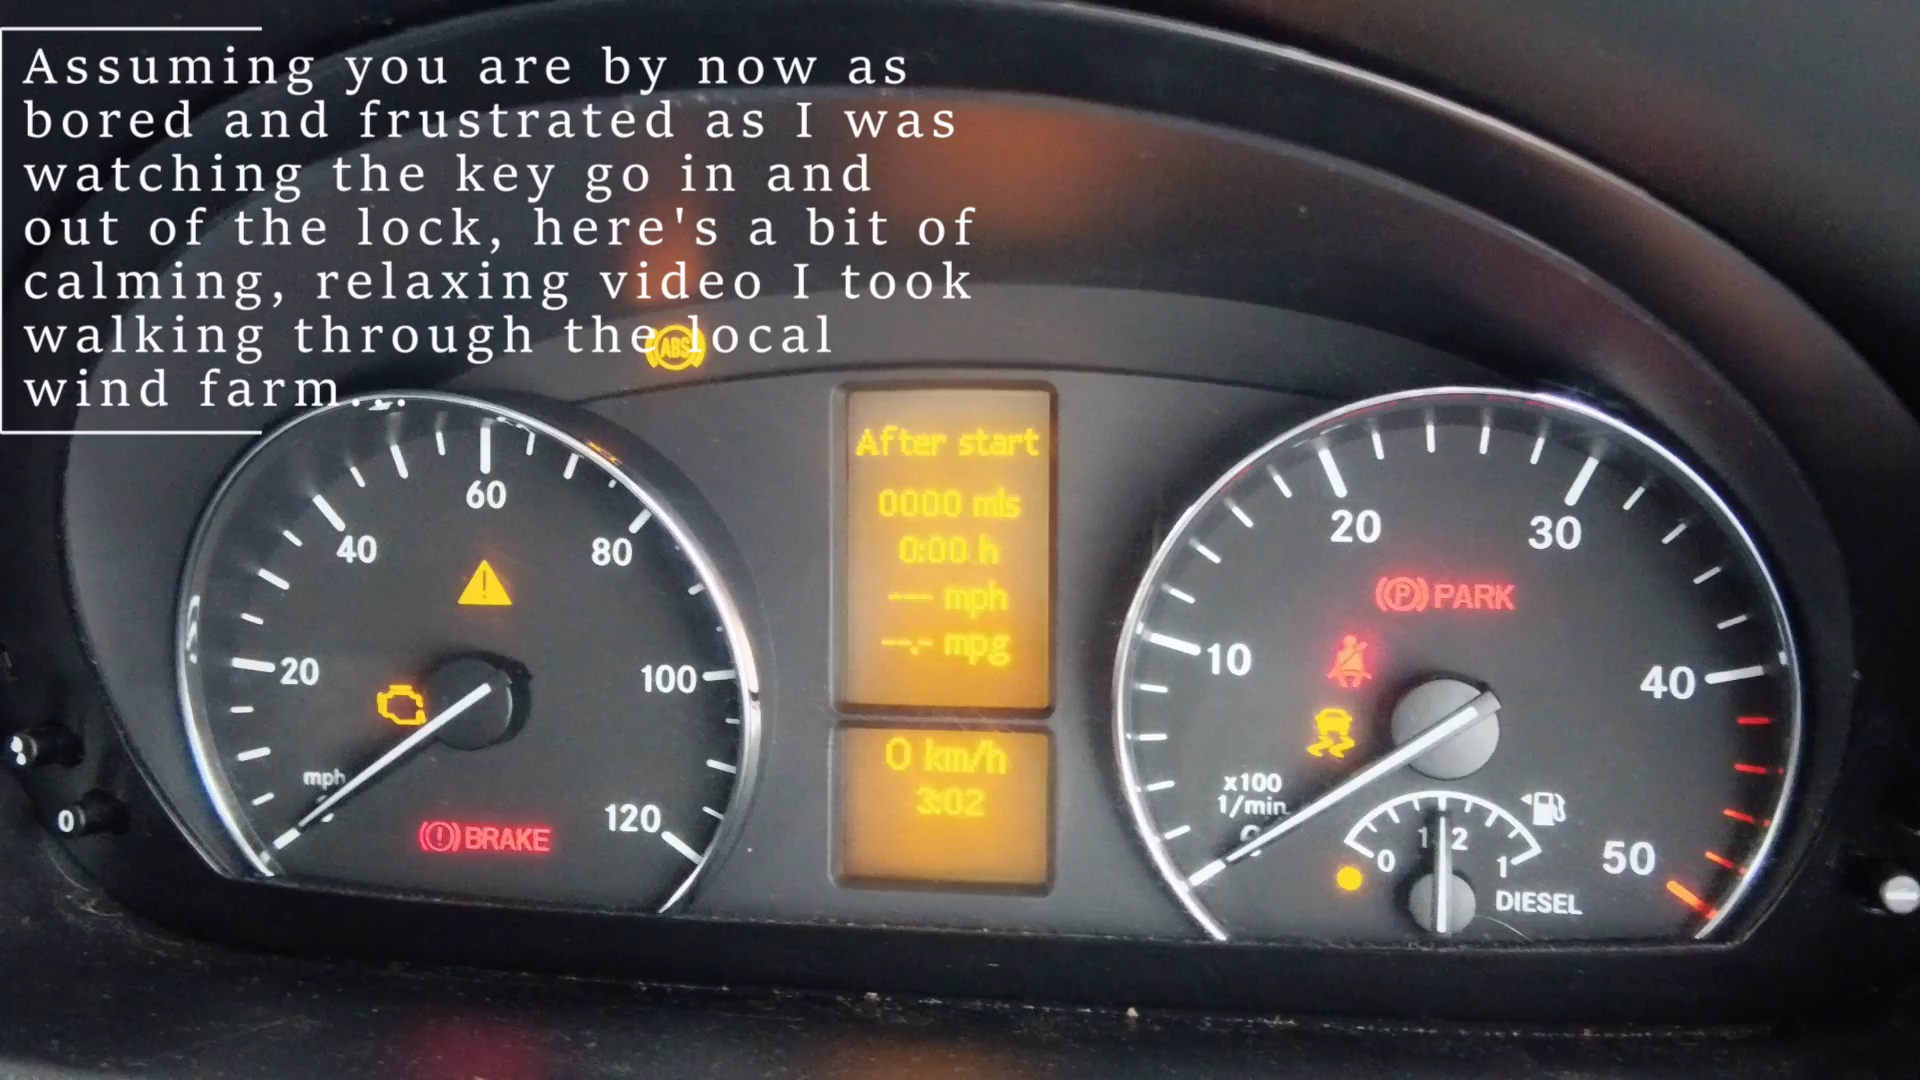 Assuming you are by now as
bored and frustrated as I was
watching the key go in and
out of the lock, here's a bit of
calming, relaxing video I took
walking through the local
wind farm...
ABS
After start
0000 mls
0:00 h
--- mph
--.- mpg
0 km/h
3:02
20
40
60
80
100
120
mph
BRAKE
0
10
20
30
40
50
PARK
x100
1/min
0
0
1/2
1
DIESEL